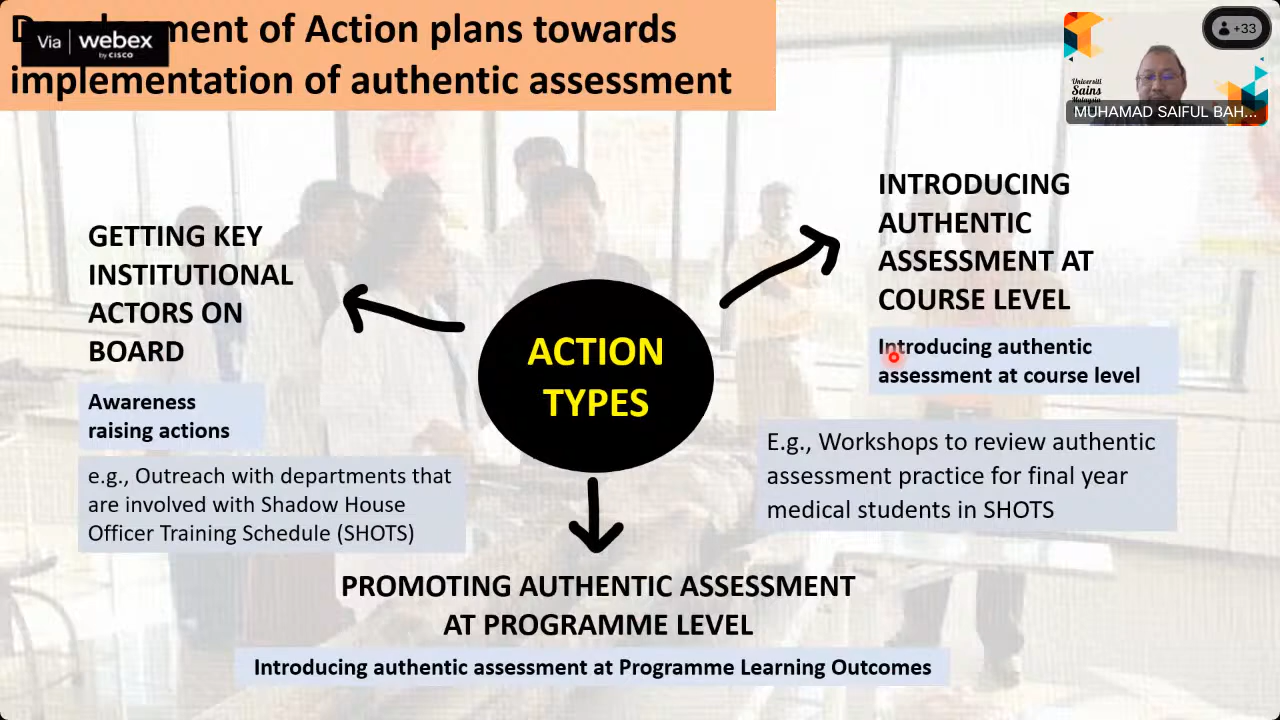 ment of Action plans towards
implementation of authentic assessment
Via webex
by CISCO
+33
Universiti
Sains
Malaysia
MUHAMAD SAIFUL BAH...
GETTING KEY
INSTITUTIONAL
ACTORS ON
BOARD
Awareness
raising actions
e.g., Outreach with departments that
are involved with Shadow House
Officer Training Schedule (SHOTS)
ACTION
TYPES
INTRODUCING
AUTHENTIC
ASSESSMENT AT
COURSE LEVEL
Introducing authentic
assessment at course level
E.g., Workshops to review authentic
assessment practice for final year
medical students in SHOTS
PROMOTING AUTHENTIC ASSESSMENT
AT PROGRAMME LEVEL
Introducing authentic assessment at Programme Learning Outcomes